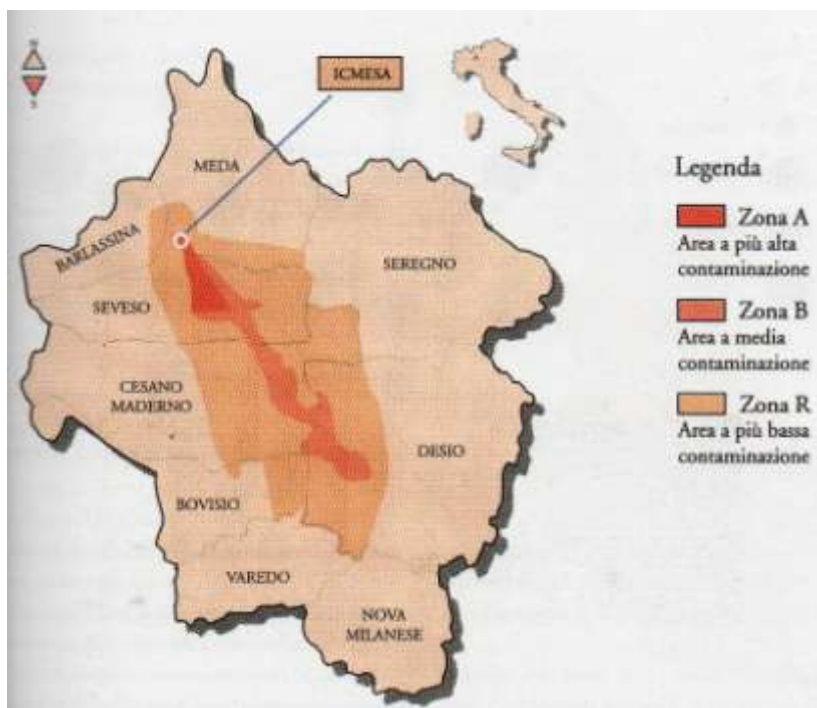 N
S
ICMESA
MEDA
BARLASSINA
SEREGNO
SEVESO
CESANO
MADERNO
DESIO
BOVISIO
VAREDO
NOVA
MILANESE
Legenda
Zona A
Area a più alta
contaminazione
Zona B
Area a media
contaminazione
Zona R
Area a più bassa
contaminazione